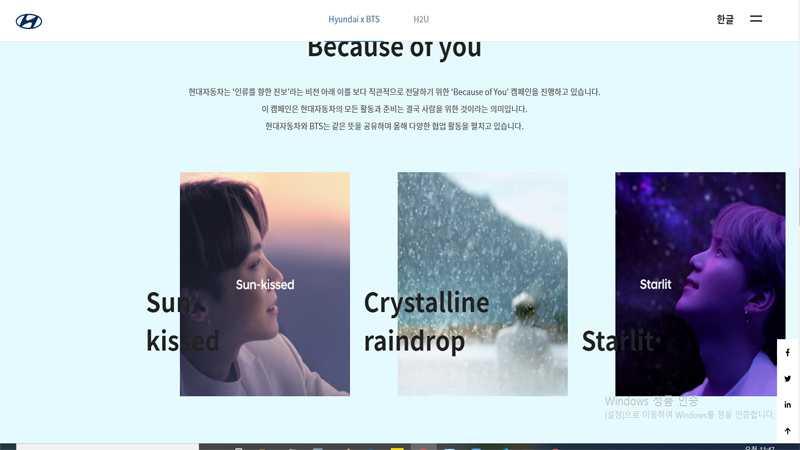 Hyundai x BTS
H2U
한글
Because of you
현대자동차는 '인류를 향한 진보'라는 비전 아래 이를 보다 직관적으로 전달하기 위한 'Because of You' 캠페인을 진행하고 있습니다.
이 캠페인은 현대자동차의 모든 활동과 준비는 결국 사람을 위한 것이라는 의미입니다.
현대자동차와 BTS는 같은 뜻을 공유하며 올해 다양한 협업 활동을 펼치고 있습니다.
Sun-kissed
Sun
kissed
Crystalline
raindrop
Starlit
Starlit
Windows 정품 인증
[설정]으로 이동하여 Windows를 정품 인증합니다.
오전 11:47